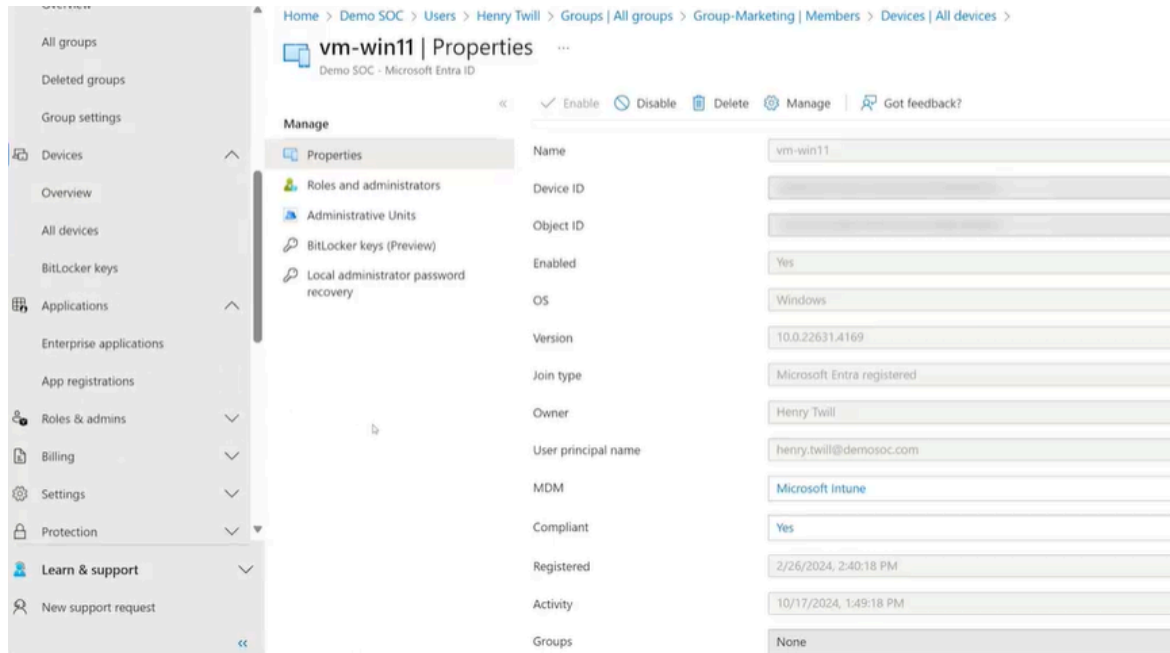 Overview
Home > Demo SOC > Users > Henry Twill > Groups | All groups > Group-Marketing | Members > Devices | All devices >
vm-win11 | Properties ...
Demo SOC - Microsoft Entra ID
All groups
Deleted groups
Group settings
Devices
Overview
All devices
BitLocker keys
Applications
Enterprise applications
App registrations
Roles & admins
Billing
Settings
Protection
Learn & support
New support request
«
«
Manage
Properties
Roles and administrators
Administrative Units
BitLocker keys (Preview)
Local administrator password
recovery
Enable Disable Delete Manage Got feedback?
Name vm-win11
Device ID
Object ID
Enabled Yes
OS Windows
Version 10.0.22631.4169
Join type Microsoft Entra registered
Owner Henry Twill
User principal name henry.twill@demosoc.com
MDM Microsoft Intune
Compliant Yes
Registered 2/26/2024, 2:40:18 PM
Activity 10/17/2024, 1:49:18 PM
Groups None